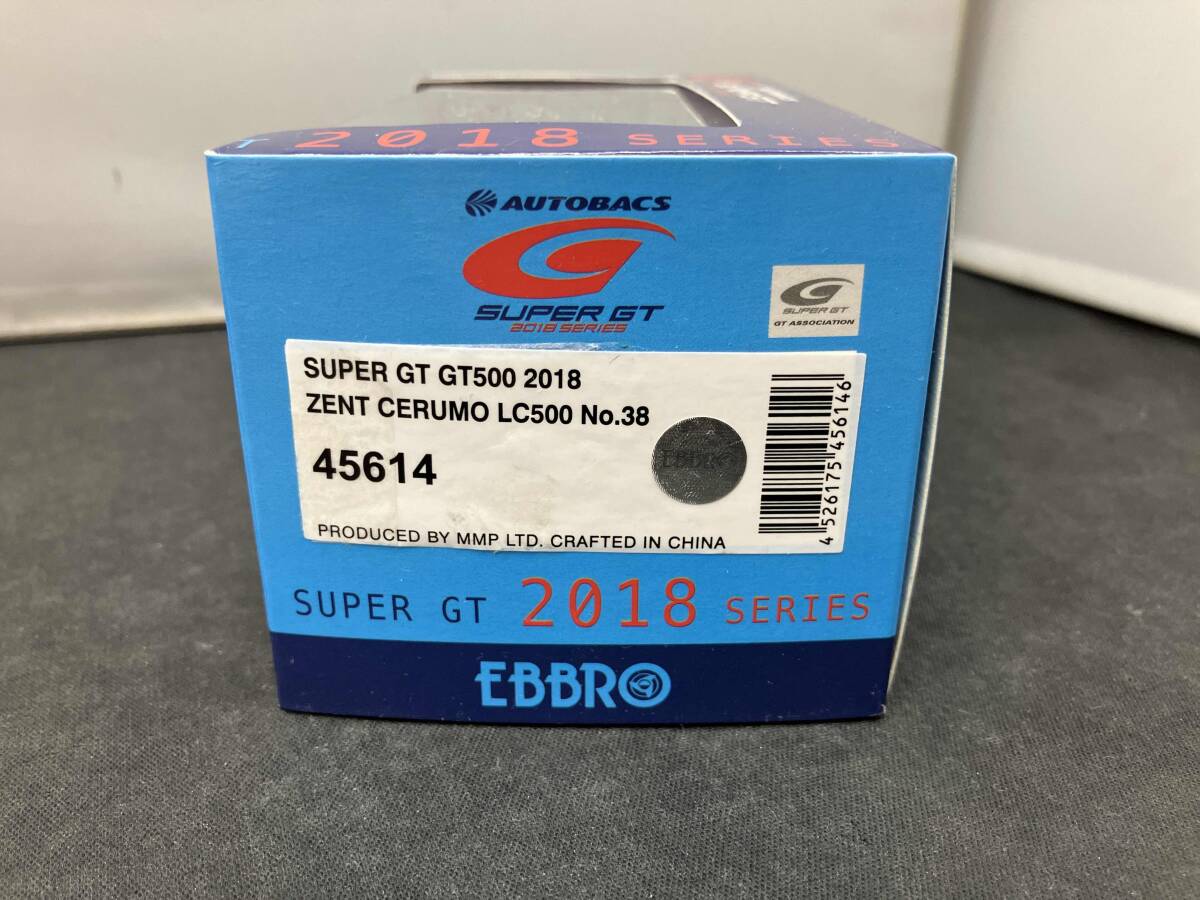 2018 SERIES
AUTOBACS
SUPER GT
2018 SERIES
SUPER GT
GT ASSOCIATION
SUPER GT GT500 2018
ZENT CERUMO LC500 No.38
45614
EBBRO
4 526175 456146
PRODUCED BY MMP LTD. CRAFTED IN CHINA
SUPER GT 2018 SERIES
EBBRO